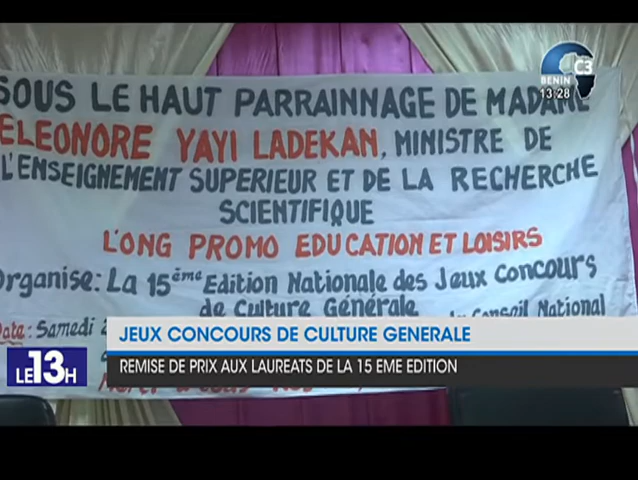 C3
BENIN
13:28
SOUS LE HAUT PARRAINNAGE DE MADAME
ELEONORE YAYI LADEKAN, MINISTRE DE
L'ENSEIGNEMENT SUPERIEUR ET DE LA RECHERCHE
SCIENTIFIQUE
L'ONG PROMO EDUCATION ET LOISIRS
Organise: La 15ème Edition Nationale des Jeux Concours
de Culture Générale
Conseil National
Date: Samedi
JEUX CONCOURS DE CULTURE GENERALE
LE 13H
REMISE DE PRIX AUX LAUREATS DE LA 15 EME EDITION